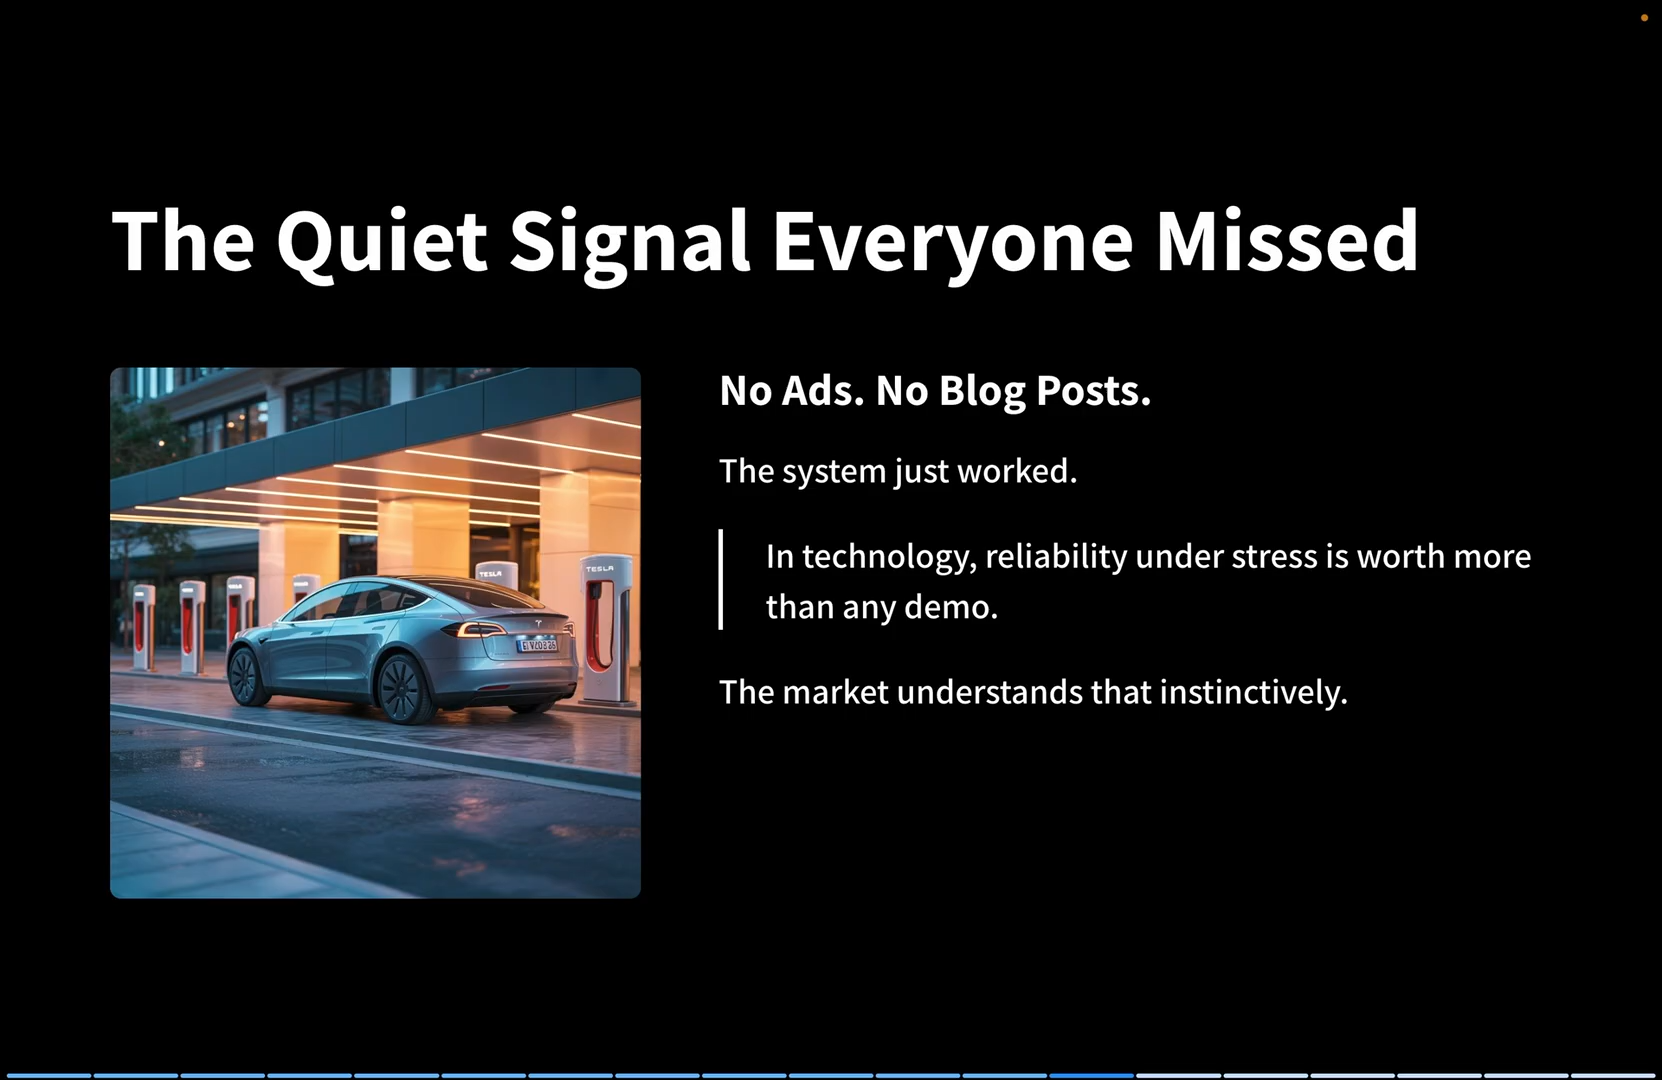 The Quiet Signal Everyone Missed
No Ads. No Blog Posts.
The system just worked.
In technology, reliability under stress is worth more
than any demo.
The market understands that instinctively.
TESLA
TESLA